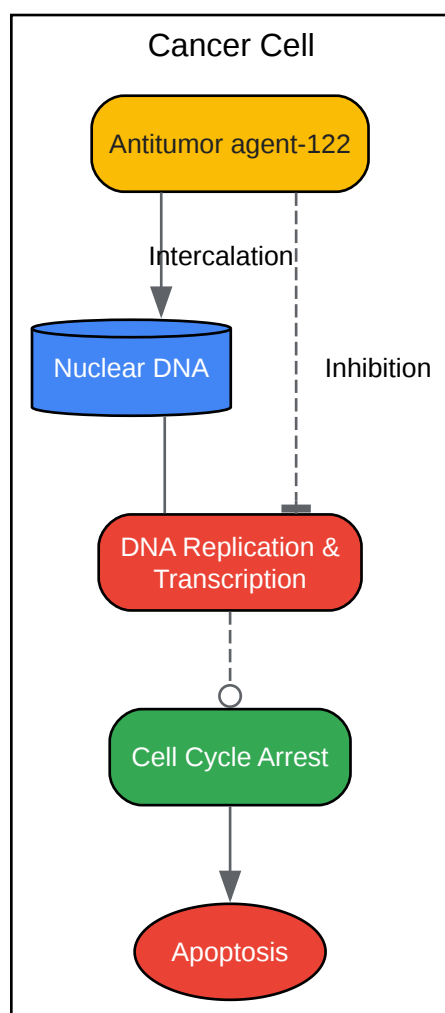 Cancer Cell
Antitumor agent-122
Intercalation
Nuclear DNA
Inhibition
DNA Replication &
Transcription
Cell Cycle Arrest
Apoptosis